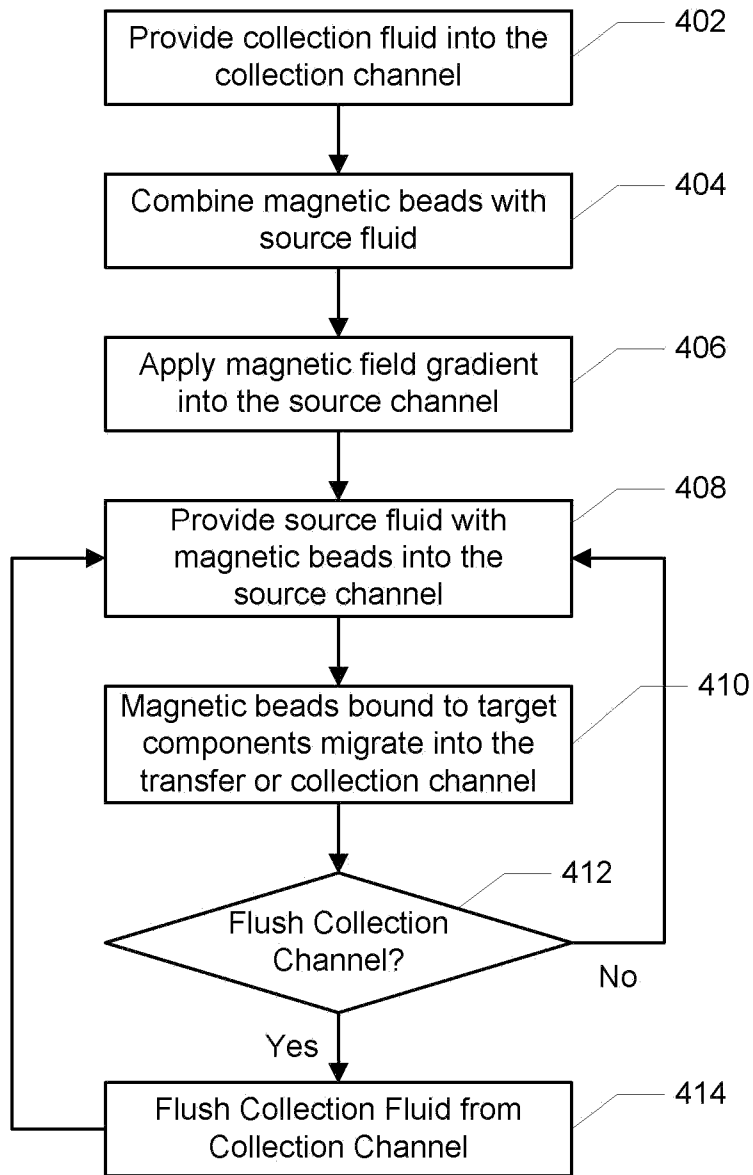 Provide collection fluid into the
collection channel
402
Combine magnetic beads with
source fluid
404
Apply magnetic field gradient
into the source channel
406
Provide source fluid with
magnetic beads into the
source channel
408
Magnetic beads bound to target
components migrate into the
transfer or collection channel
410
Flush Collection
Channel?
412
No
Yes
Flush Collection Fluid from
Collection Channel
414